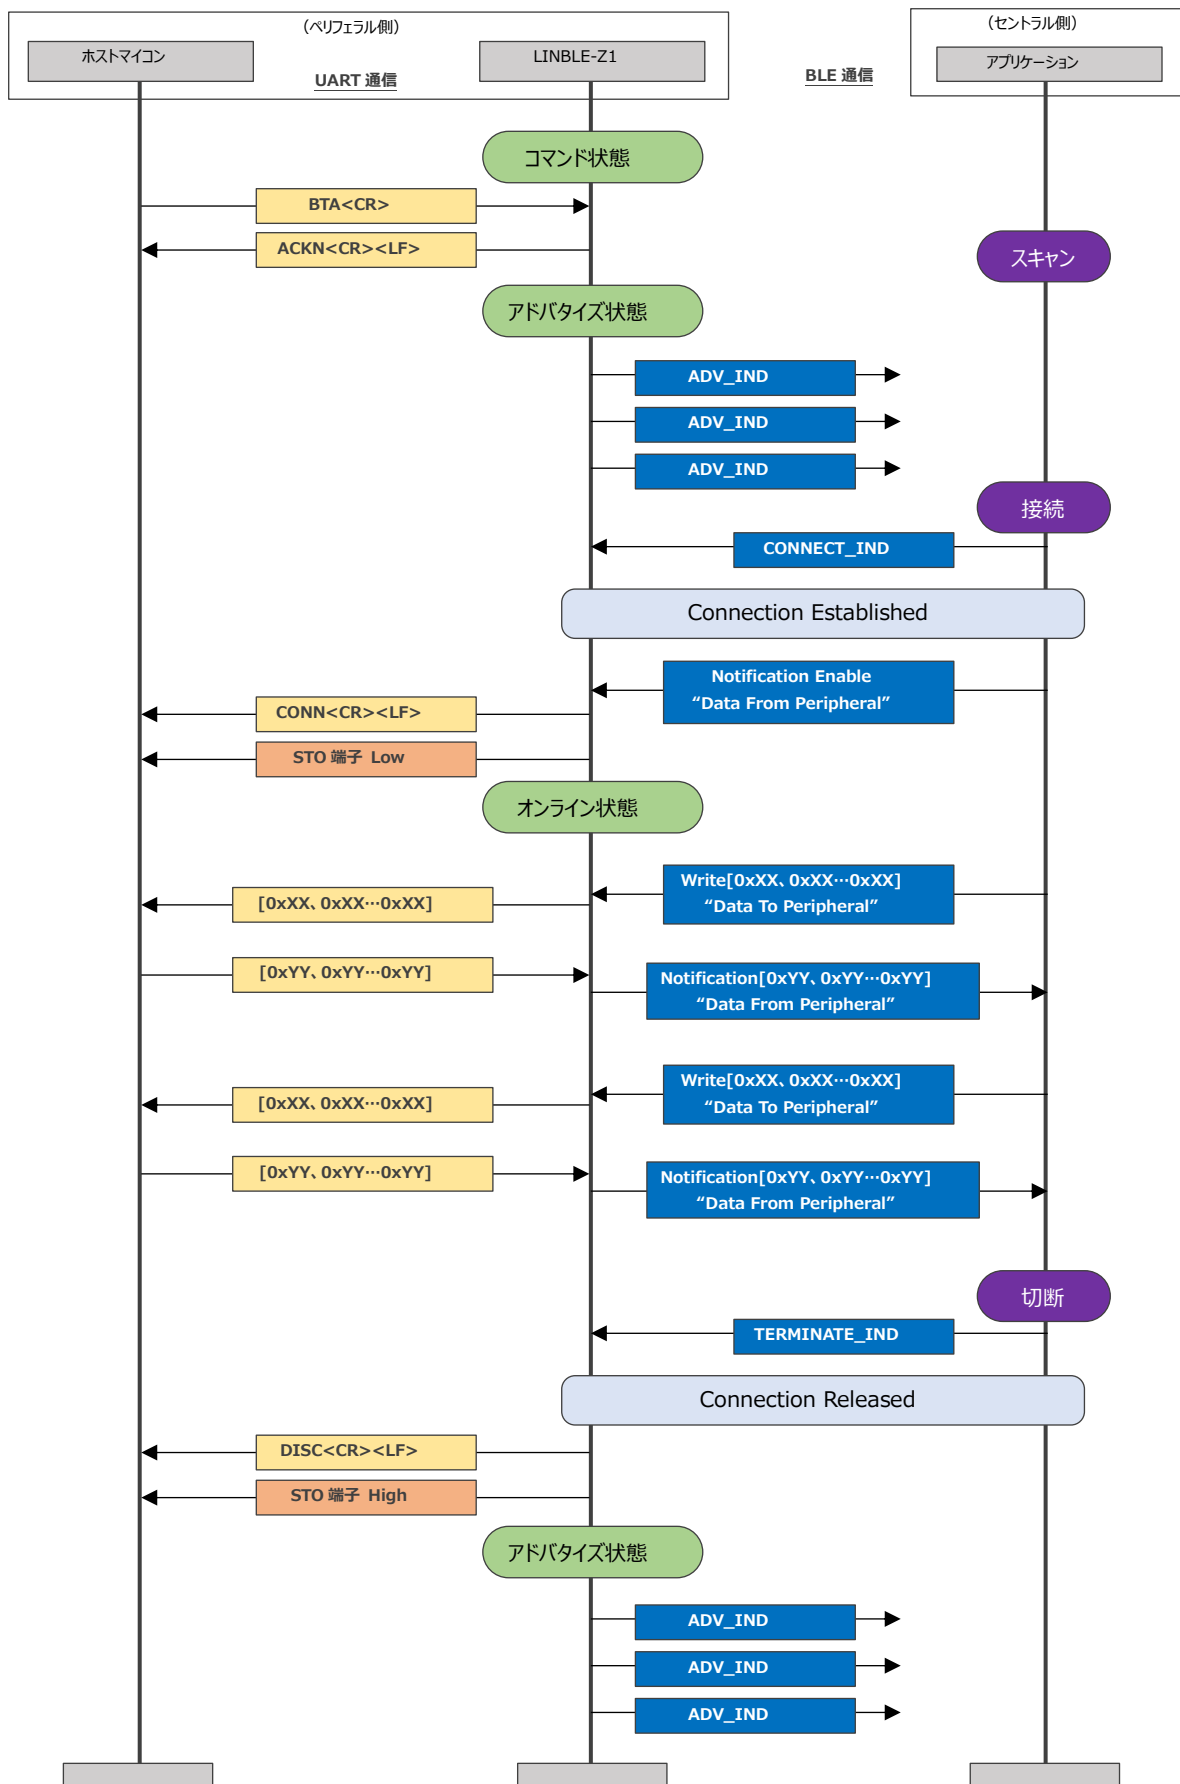 (ペリフェラル側)
(セントラル側)
ホストマイコン
LINBLE-Z1
アプリケーション
UART 通信
BLE 通信
コマンド状態
BTA<CR>
ACKN<CR><LF>
スキャン
アドバタイズ状態
ADV_IND
ADV_IND
ADV_IND
接続
CONNECT_IND
Connection Established
Notification Enable
“Data From Peripheral”
CONN<CR><LF>
STO 端子 Low
オンライン状態
Write[0xXX、0xXX…0xXX]
“Data To Peripheral”
[0xXX、0xXX…0xXX]
[0xYY、0xYY…0xYY]
Notification[0xYY、0xYY…0xYY]
“Data From Peripheral”
Write[0xXX、0xXX…0xXX]
“Data To Peripheral”
[0xXX、0xXX…0xXX]
[0xYY、0xYY…0xYY]
Notification[0xYY、0xYY…0xYY]
“Data From Peripheral”
切断
TERMINATE_IND
Connection Released
DISC<CR><LF>
STO 端子 High
アドバタイズ状態
ADV_IND
ADV_IND
ADV_IND